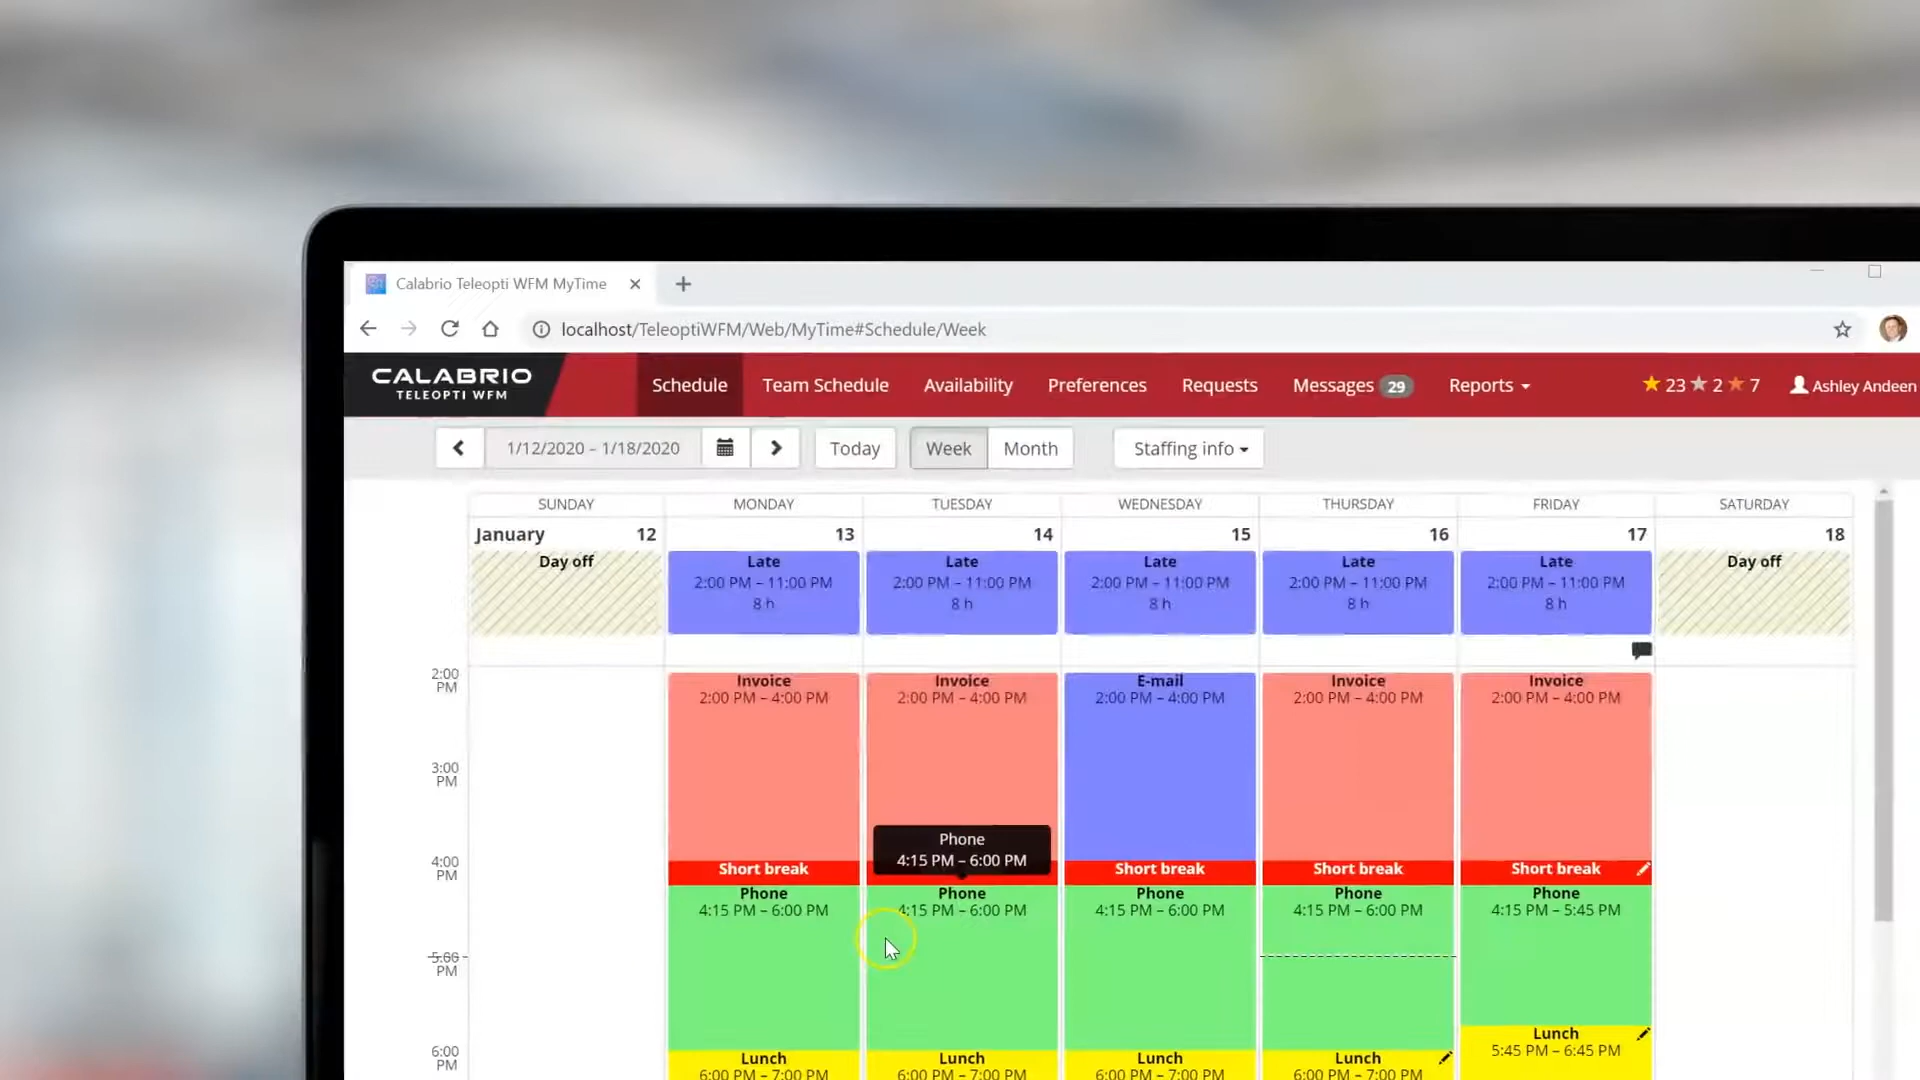 Calabrio Teleopti WFM MyTime
localhost/TeleoptiWFM/Web/MyTime#Schedule/Week
CALABRIO
TELEOPTI WFM
Schedule
Team Schedule
Availability
Preferences
Requests
Messages 29
Reports
23 2 7
Ashley Andeen
1/12/2020 – 1/18/2020
Today
Week
Month
Staffing info
SUNDAY MONDAY TUESDAY WEDNESDAY THURSDAY FRIDAY SATURDAY
January 12 13 14 15 16 17 18
Day off Late Late Late Late Late Day off
2:00 PM – 11:00 PM 2:00 PM – 11:00 PM 2:00 PM – 11:00 PM 2:00 PM – 11:00 PM 2:00 PM – 11:00 PM
8 h 8 h 8 h 8 h 8 h
2:00 PM
Invoice Invoice E-mail Invoice Invoice
2:00 PM – 4:00 PM 2:00 PM – 4:00 PM 2:00 PM – 4:00 PM 2:00 PM – 4:00 PM 2:00 PM – 4:00 PM
3:00 PM
Phone
4:15 PM – 6:00 PM
4:00 PM
Short break Short break Short break Short break
Phone Phone Phone Phone Phone
4:15 PM – 6:00 PM 4:15 PM – 6:00 PM 4:15 PM – 6:00 PM 4:15 PM – 6:00 PM 4:15 PM – 5:45 PM
PM
6:00 PM
Lunch Lunch Lunch Lunch Lunch
6:00 PM – 7:00 PM 6:00 PM – 7:00 PM 6:00 PM – 7:00 PM 6:00 PM – 7:00 PM 5:45 PM – 6:45 PM